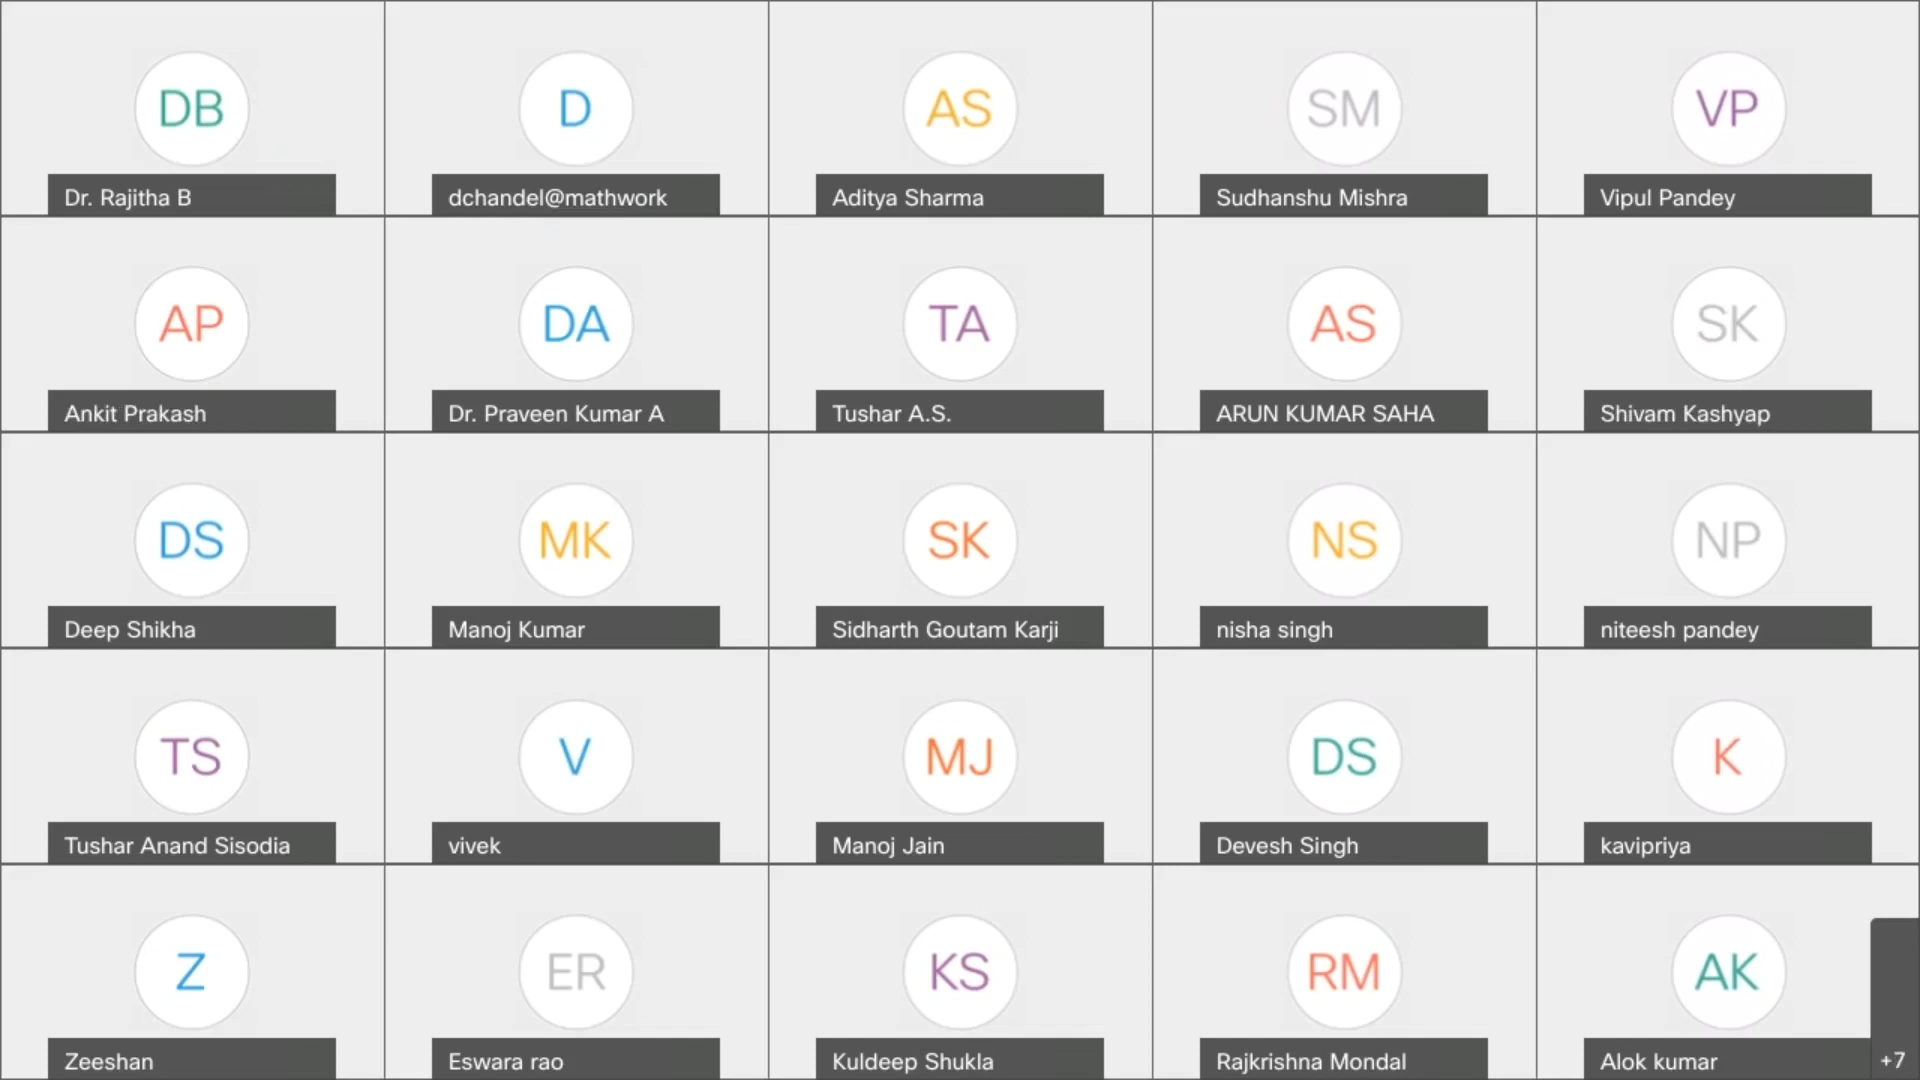 DB
D
AS
SM
VP
Dr. Rajitha B
dchandel@mathwork
Aditya Sharma
Sudhanshu Mishra
Vipul Pandey
AP
DA
TA
AS
SK
Ankit Prakash
Dr. Praveen Kumar A
Tushar A.S.
ARUN KUMAR SAHA
Shivam Kashyap
DS
MK
SK
NS
NP
Deep Shikha
Manoj Kumar
Sidharth Goutam Karji
nisha singh
niteesh pandey
TS
V
MJ
DS
K
Tushar Anand Sisodia
vivek
Manoj Jain
Devesh Singh
kavipriya
Z
ER
KS
RM
AK
Zeeshan
Eswara rao
Kuldeep Shukla
Rajkrishna Mondal
Alok kumar
+7